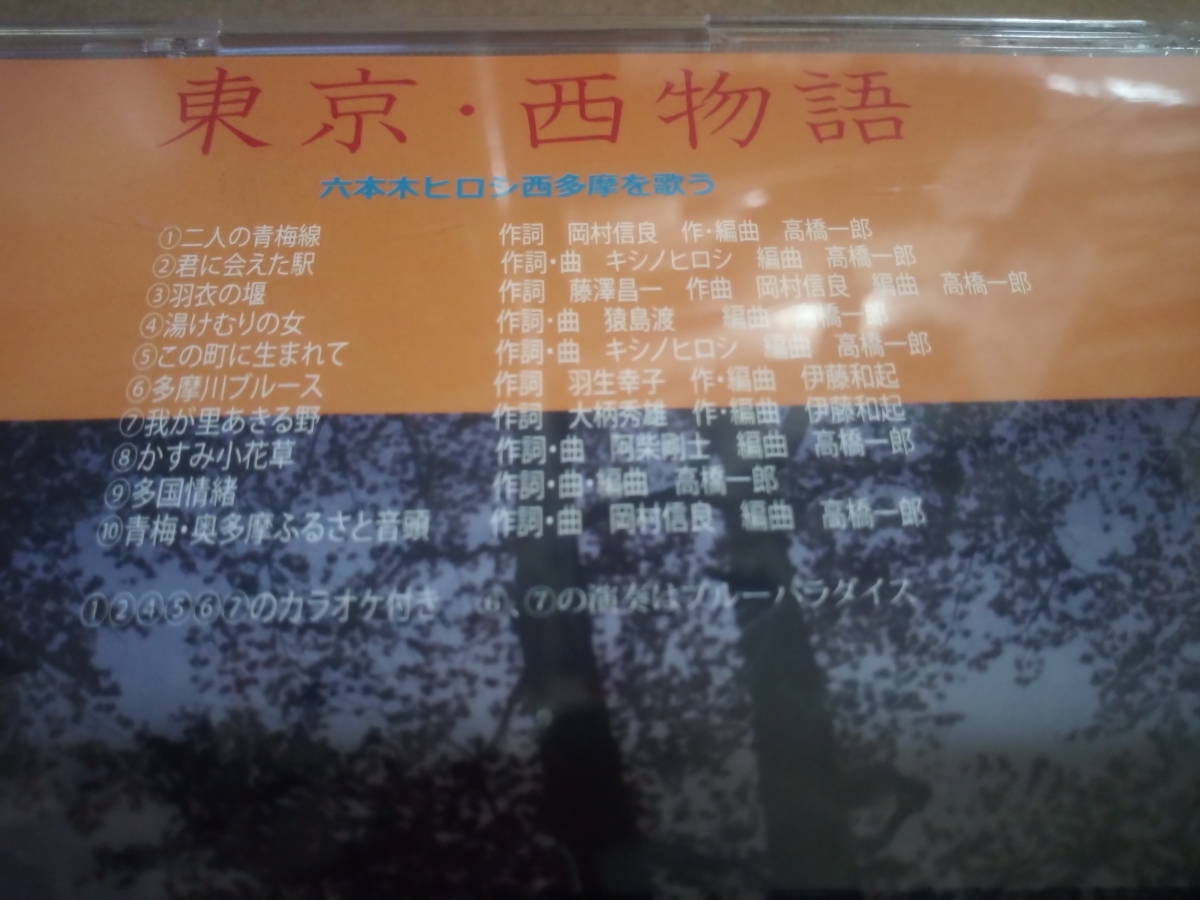 東京・西物語
六本木ヒロシ西多摩を歌う
①二人の青梅線 作詞 岡村信良 作・編曲 高橋一郎
②君に会えた駅 作詞・曲 キシノヒロシ 編曲 高橋一郎
③羽衣の堰 作詞 藤澤昌一 作曲 岡村信良 編曲 高橋一郎
④湯けむりの女 作詞・曲 猿島渡 編曲 高橋一郎
⑤この町に生まれて 作詞・曲 キシノヒロシ 編曲 高橋一郎
⑥多摩川ブルース 作詞 羽生幸子 作・編曲 伊藤和起
⑦我が里あきる野 作詞 大柄秀雄 作・編曲 伊藤和起
⑧かすみ小花草 作詞・曲 阿柴剛士 編曲 高橋一郎
⑨多国情緒 作詞・曲・編曲 高橋一郎
⑩青梅・奥多摩ふるさと音頭 作詞・曲 岡村信良 編曲 高橋一郎
①②④⑤⑥⑦のカラオケ付き ⑥、⑦の演奏はブルーパラダイス